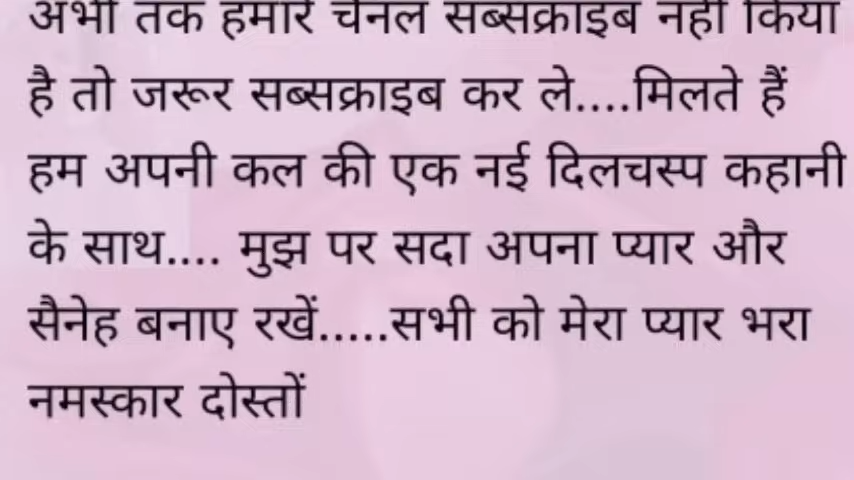 अभी तक हमारे चैनल सब्सक्राइब नहीं किया
है तो जरूर सब्सक्राइब कर ले....मिलते हैं
हम अपनी कल की एक नई दिलचस्प कहानी
के साथ.... मुझ पर सदा अपना प्यार और
सैनेह बनाए रखें.....सभी को मेरा प्यार भरा
नमस्कार दोस्तों